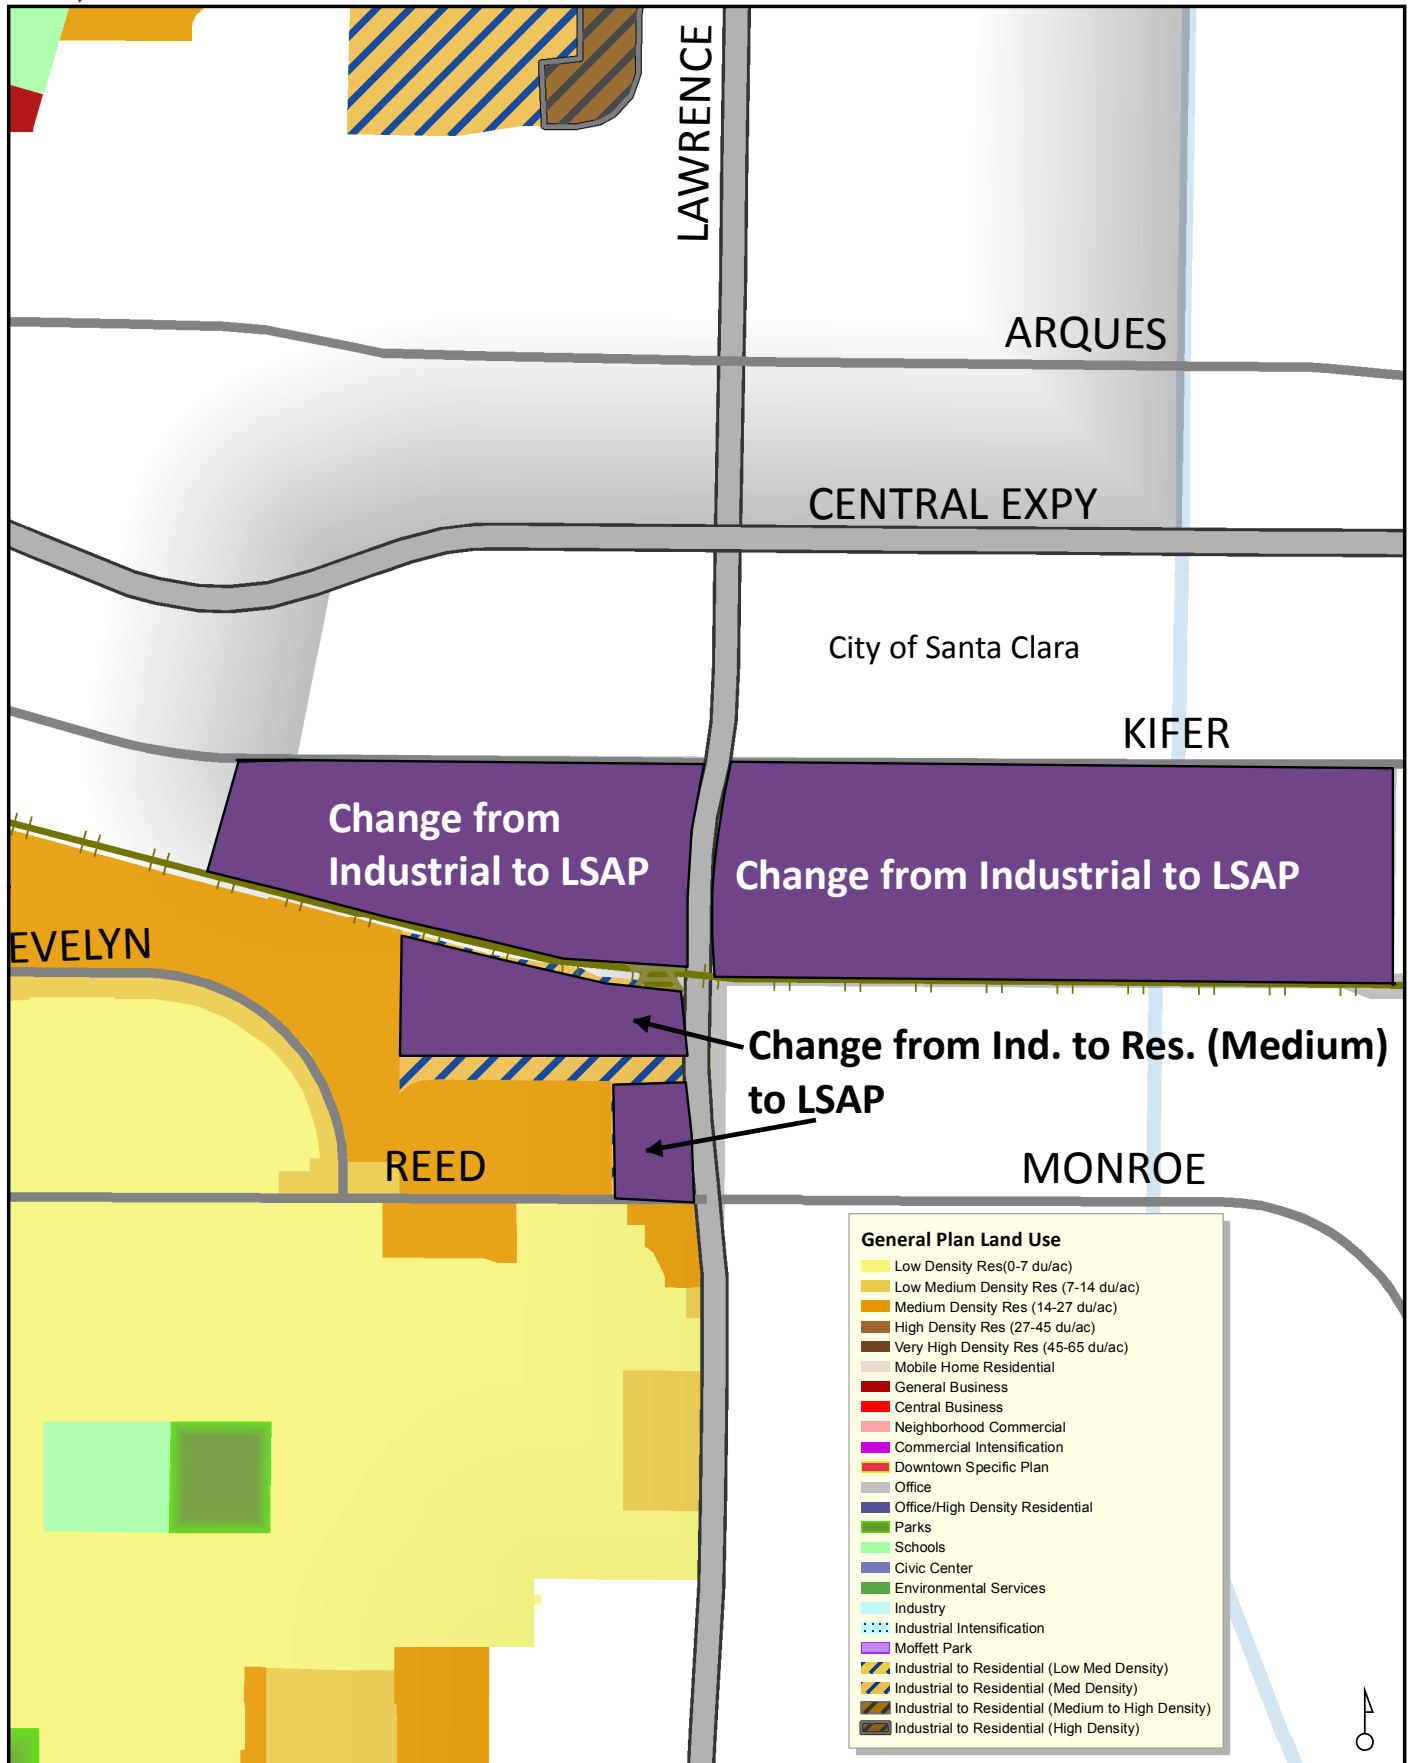 LAWRENCE
ARQUES
CENTRAL EXPY
City of Santa Clara
KIFER
Change from
Industrial to LSAP
Change from Industrial to LSAP
EVELYN
Change from Ind. to Res. (Medium)
to LSAP
REED
MONROE
General Plan Land Use
Low Density Res(0-7 du/ac)
Low Medium Density Res (7-14 du/ac)
Medium Density Res (14-27 du/ac)
High Density Res (27-45 du/ac)
Very High Density Res (45-65 du/ac)
Mobile Home Residential
General Business
Central Business
Neighborhood Commercial
Commercial Intensification
Downtown Specific Plan
Office
Office/High Density Residential
Parks
Schools
Civic Center
Environmental Services
Industry
Industrial Intensification
Moffett Park
Industrial to Residential (Low Med Density)
Industrial to Residential (Med Density)
Industrial to Residential (Medium to High Density)
Industrial to Residential (High Density)